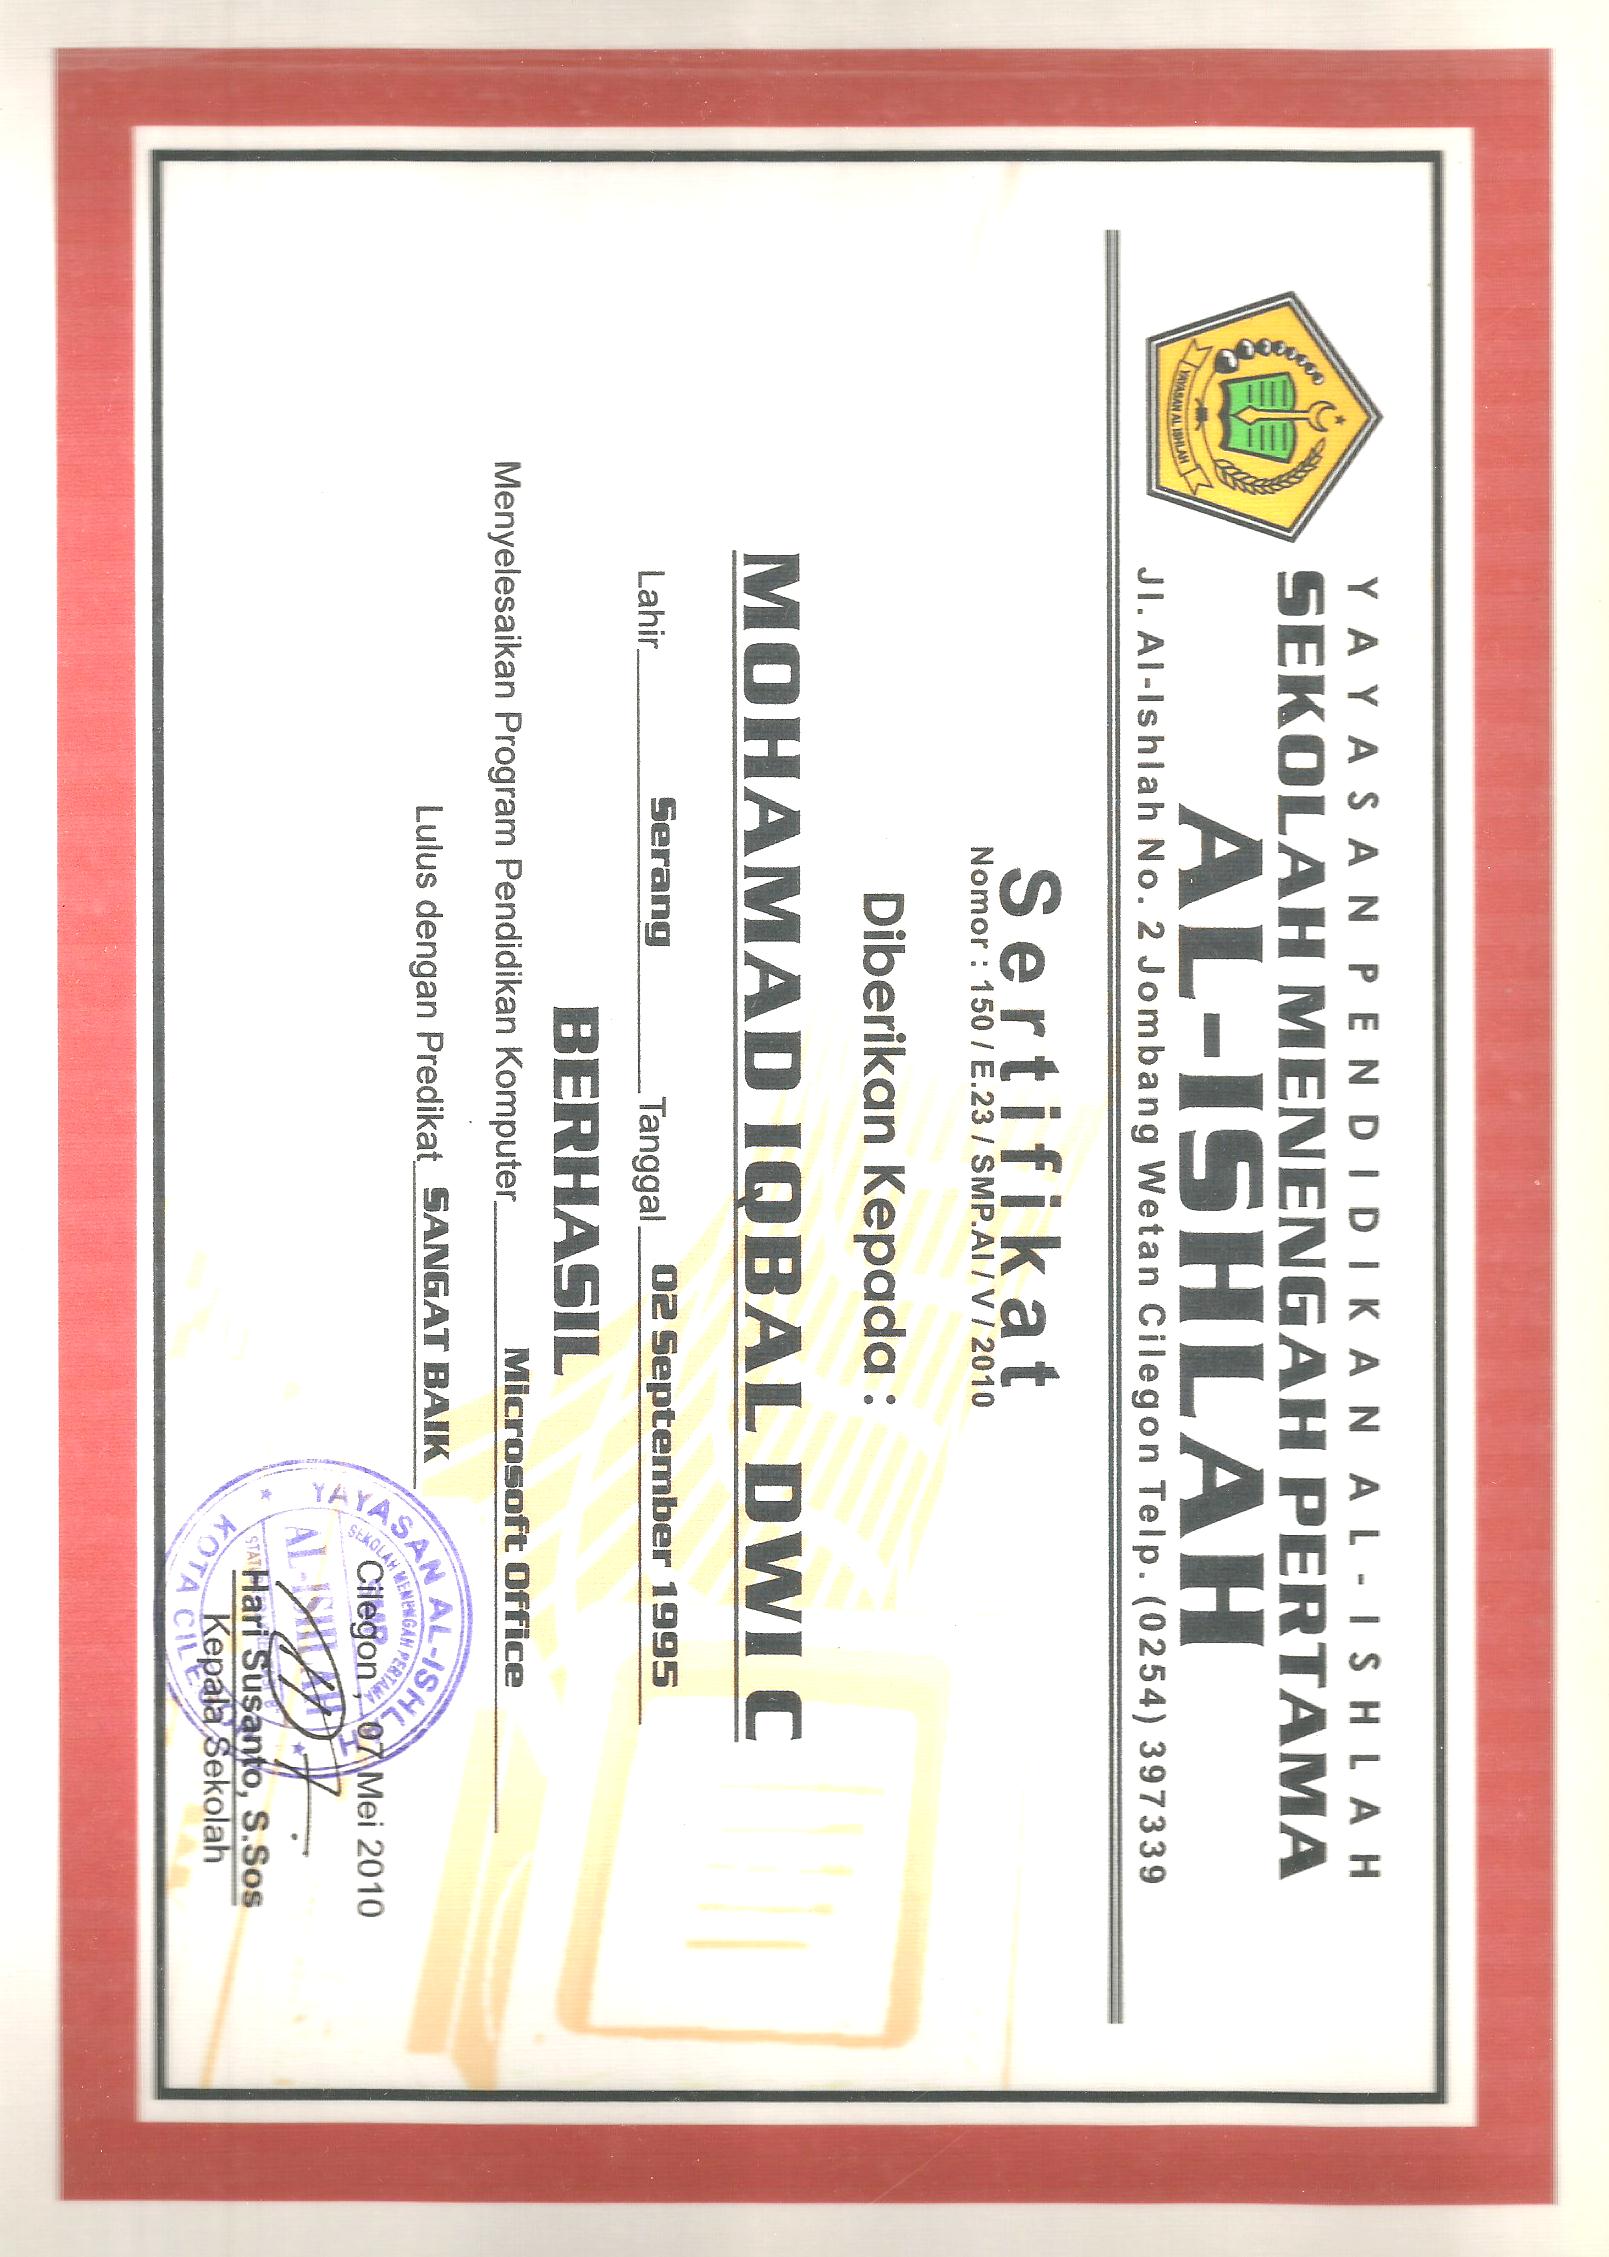 YAYASAN PENDIDIKAN AL-ISHLAH
SEKOLAH MENENGAH PERTAMA
AL-ISHLAH
Jl. Al-Ishlah No. 2 Jombang Wetan Cilegon Telp. (0254) 397339
YAYASAN AL ISHLAH
Sertifikat
Nomor : 150 / E.23 / SMP.AI / V / 2010
Diberikan Kepada :
MOHAMAD IQBAL DWI C
Lahir Serang Tanggal 02 September 1995
BERHASIL
Menyelesaikan Program Pendidikan Komputer Microsoft Office
Lulus dengan Predikat SANGAT BAIK
Cilegon , 07 Mei 2010
YAYASAN AL-ISHLAH
SEKOLAH MENENGAH PERTAMA
SMP
AL-ISHLAH
KOTA CILEGON
Hari Susanto, S.Sos
Kepala Sekolah